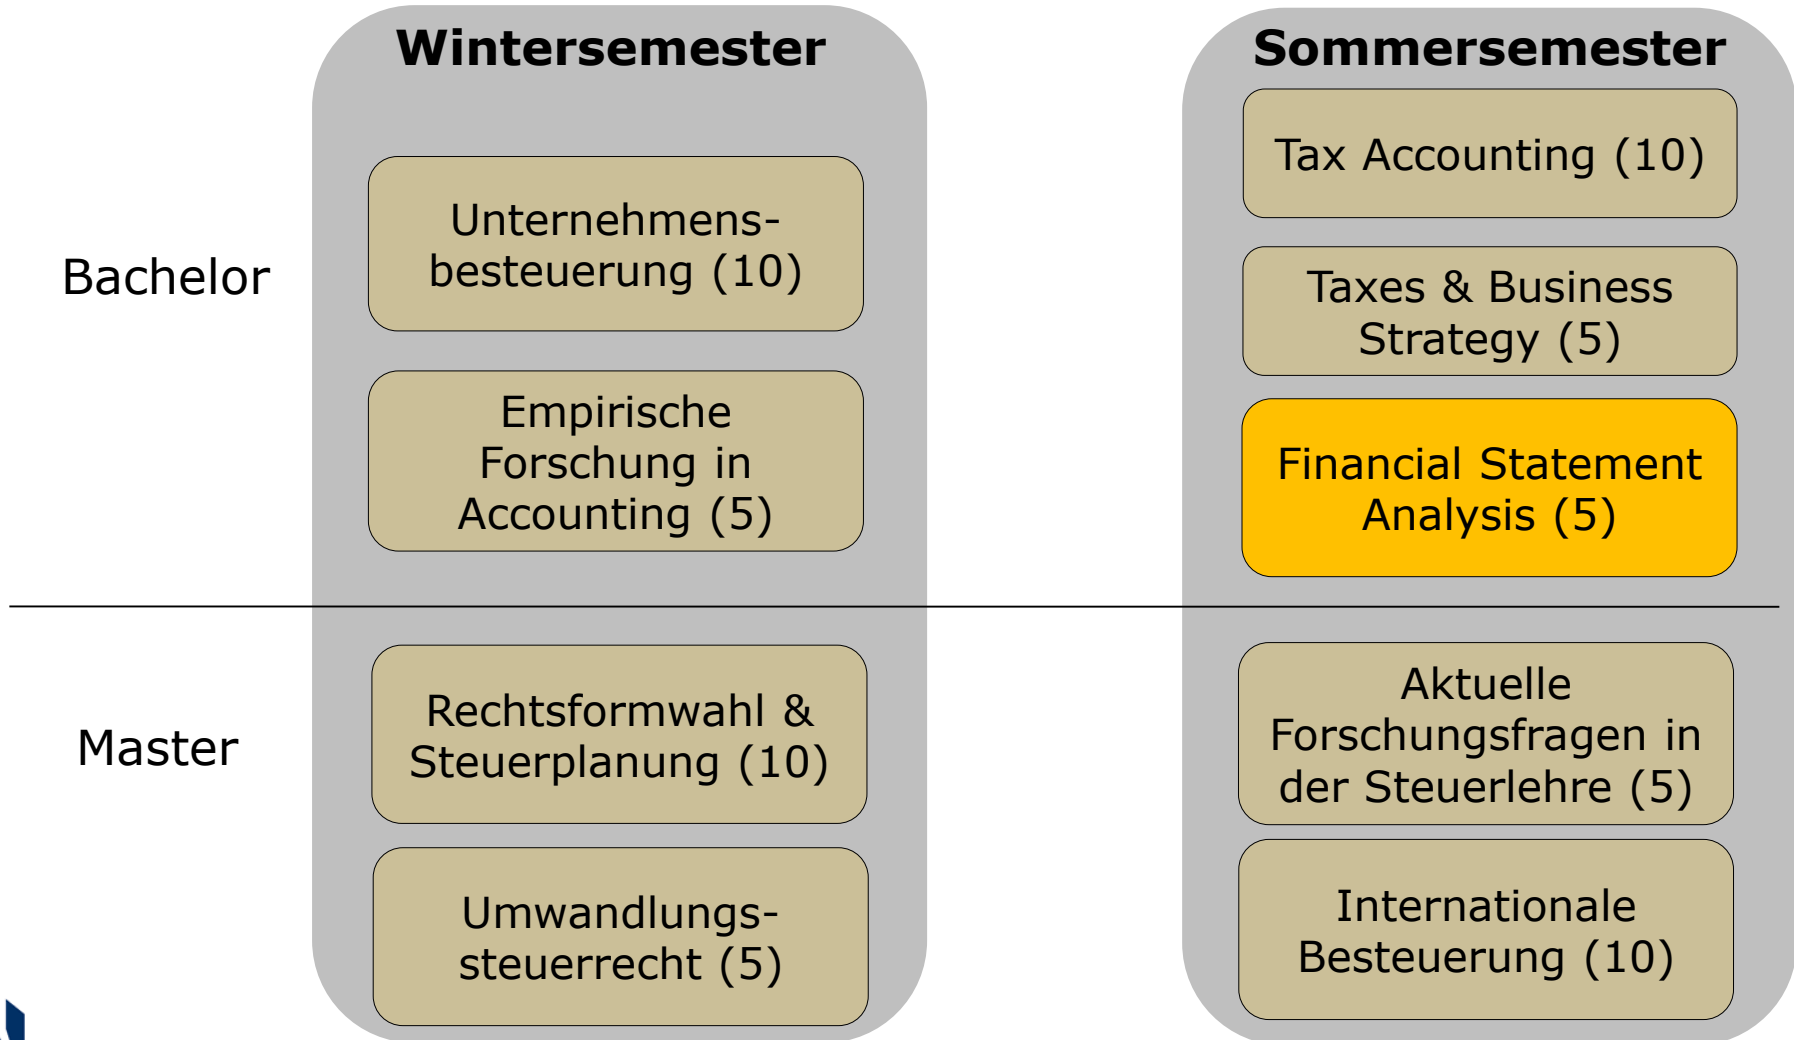 Wintersemester
Sommersemester
Bachelor
Unternehmens-
besteuerung (10)
Empirische
Forschung in
Accounting (5)
Tax Accounting (10)
Taxes & Business
Strategy (5)
Financial Statement
Analysis (5)
Master
Rechtsformwahl &
Steuerplanung (10)
Umwandlungs-
steuerrecht (5)
Aktuelle
Forschungsfragen in
der Steuerlehre (5)
Internationale
Besteuerung (10)